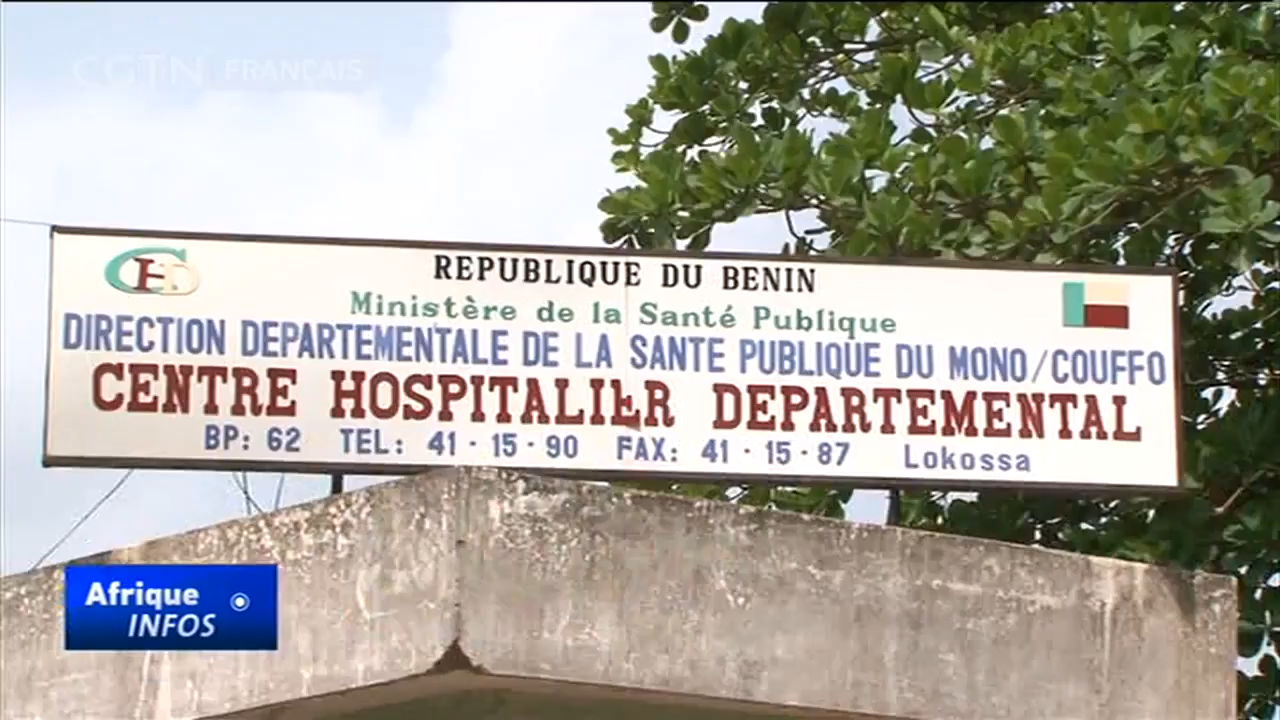 CGTN FRANÇAIS
CHD
REPUBLIQUE DU BENIN
Ministère de la Santé Publique
DIRECTION DEPARTEMENTALE DE LA SANTE PUBLIQUE DU MONO/COUFFO
CENTRE HOSPITALIER DEPARTEMENTAL
BP: 62 TEL: 41 - 15 - 90 FAX: 41 - 15 - 87 Lokossa
Afrique
INFOS